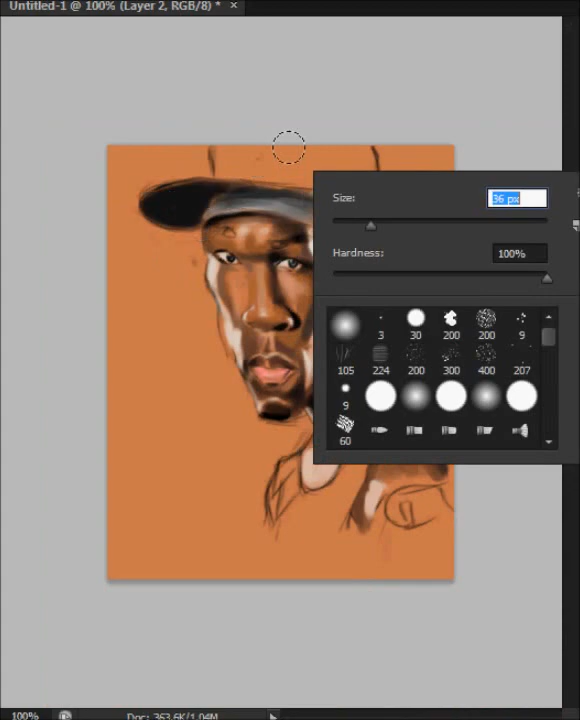 Untitled-1 @ 100% (Layer 2, RGB/8) * ×
Size: 36 px
Hardness: 100%
3 30 200 200 9
105 224 200 300 400 207
9
60
100% Doc: 363.6K/1.04M